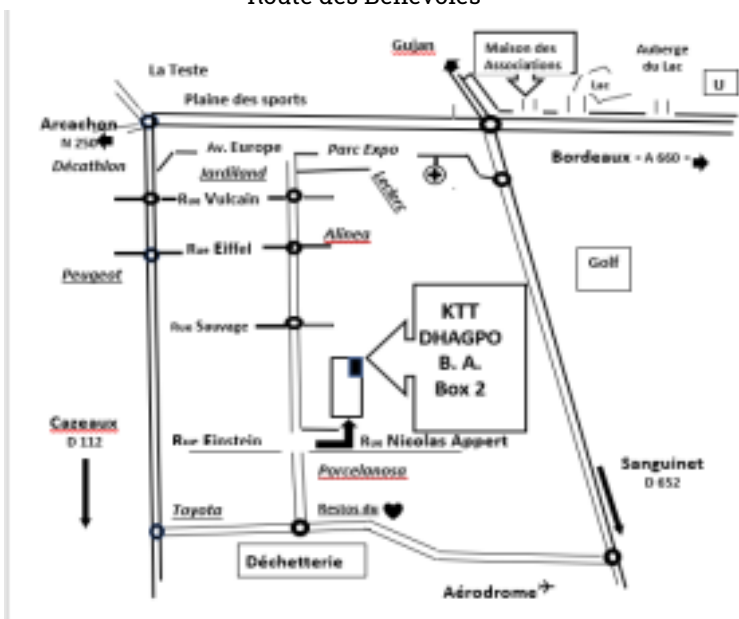 Route des Bénévoles
Gujan
Maison des
Associations
Auberge
du Lac
La Teste
Lac
U
Plaine des sports
Arcachon
N 250
Av. Europe
Parc Expo
Bordeaux - A 660 -
Décathlon
Jardiland
Leclerc
Rue Vulcain
Alinea
Rue Eiffel
Golf
Peugeot
KTT
DHAGPO
B. A.
Box 2
Rue Sauvage
Cazeaux
D 112
Rue Einstein
Rue Nicolas Appert
Sanguinet
D 652
Porcelanosa
Toyota
Restos du
Déchetterie
Aérodrome